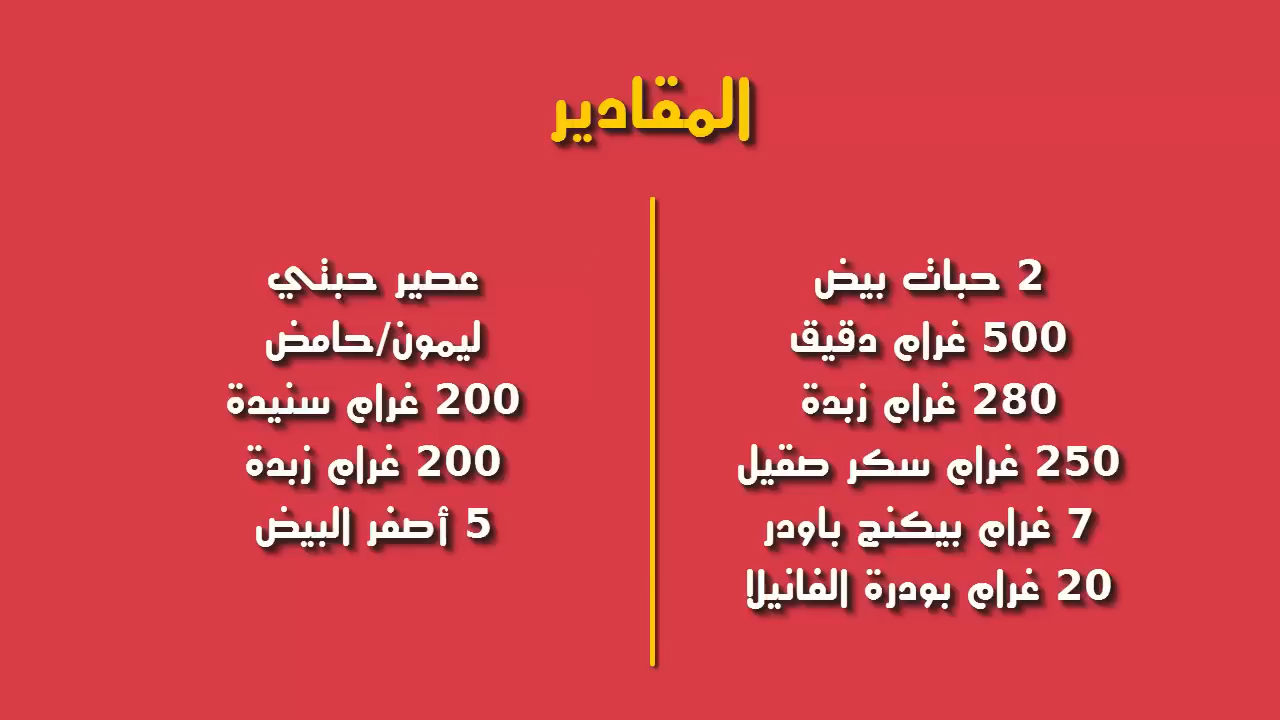 المقادير
2 حبات بيض
500 غرام دقيق
280 غرام زبدة
250 غرام سكر صقيل
7 غرام بيكنج باودر
20 غرام بودرة الفانيلا
عصير حبتي
ليمون/حامض
200 غرام سنيدة
200 غرام زبدة
5 أصفر البيض